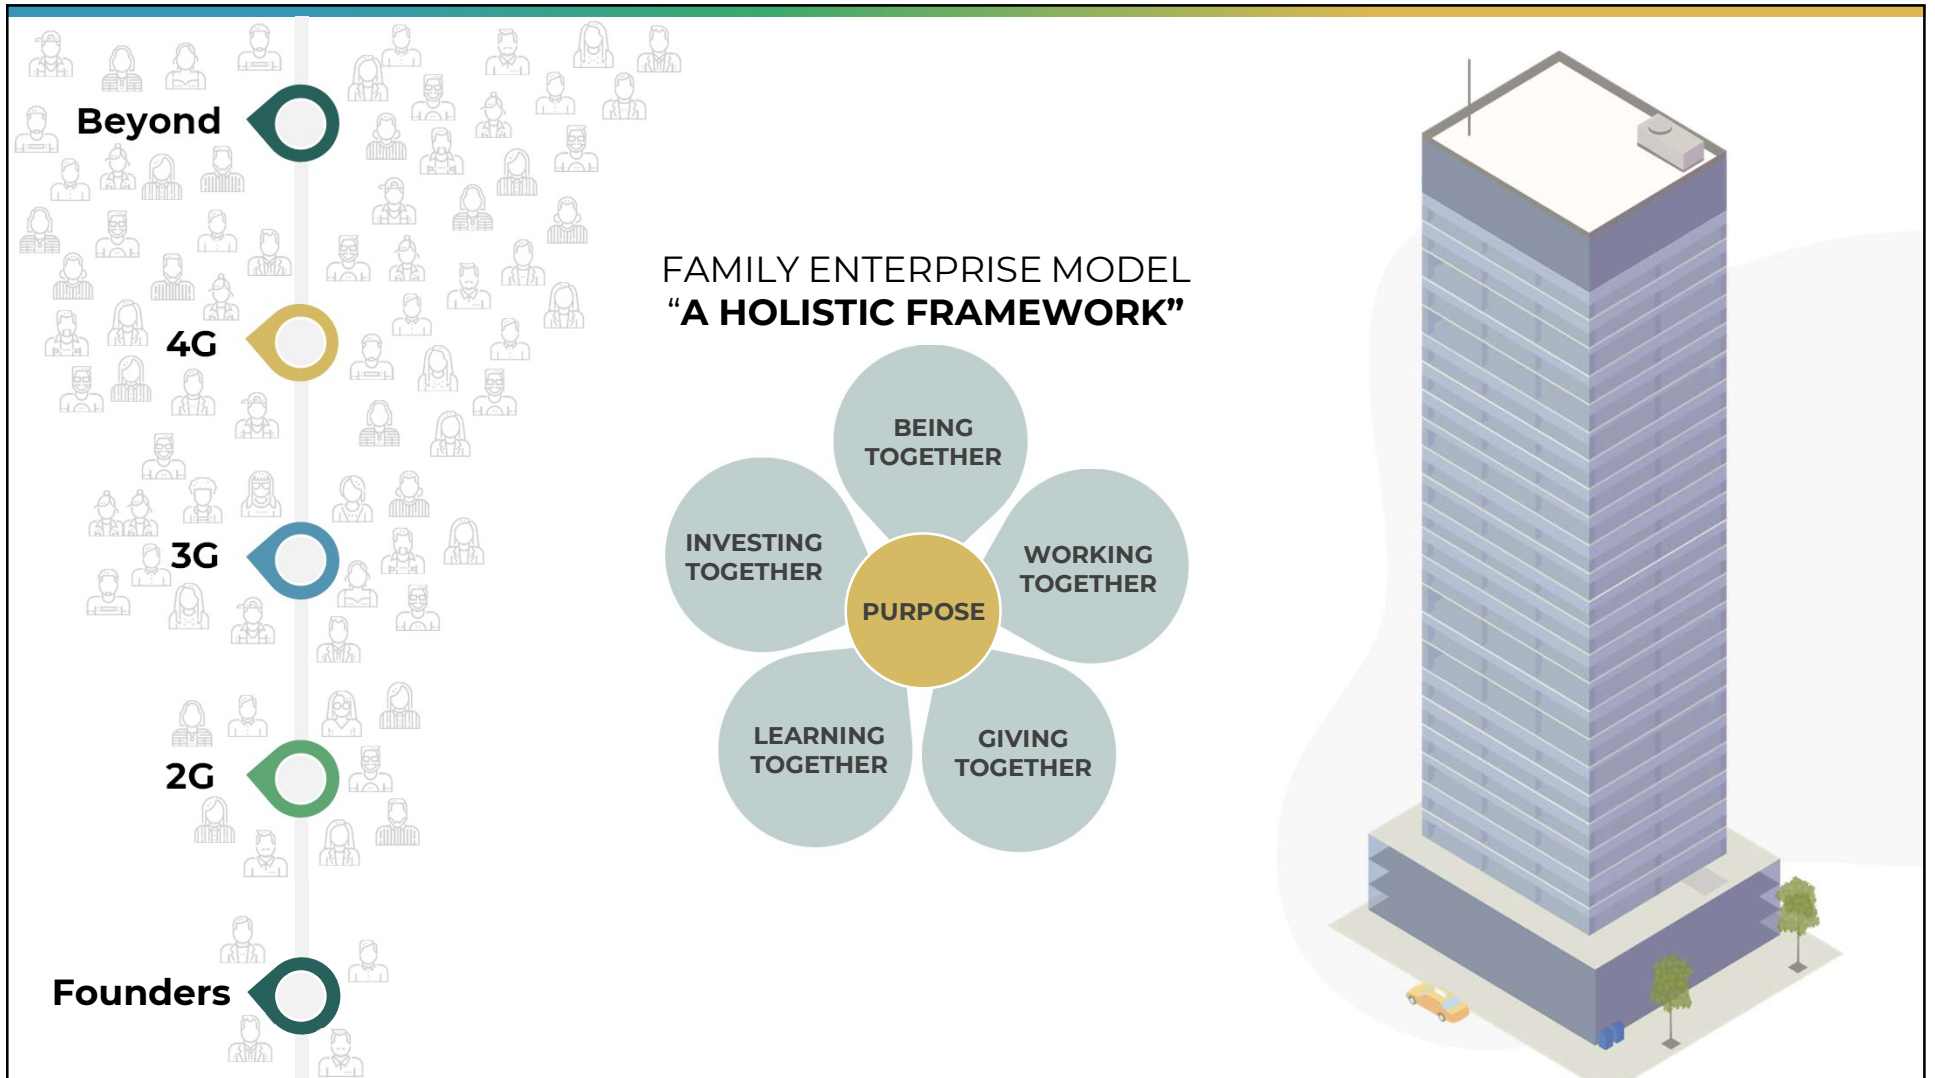 Beyond
4G
3G
2G
Founders
FAMILY ENTERPRISE MODEL
“A HOLISTIC FRAMEWORK”
BEING
TOGETHER
INVESTING
TOGETHER
WORKING
TOGETHER
PURPOSE
LEARNING
TOGETHER
GIVING
TOGETHER